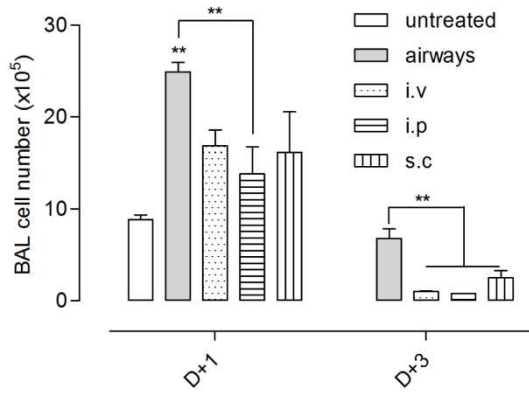 30
20
10
0
BAL cell number (x10⁵)
**
**
**
untreated
airways
i.v
i.p
s.c
D+1
D+3